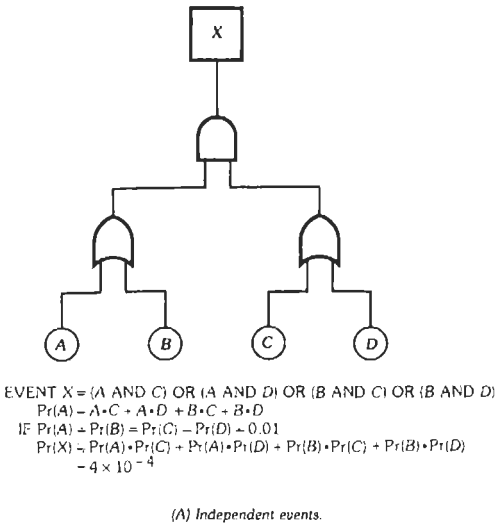 X
A
B
C
D
EVENT X = (A AND C) OR (A AND D) OR (B AND C) OR (B AND D)
Pr(A) = A•C + A•D + B•C + B•D
IF Pr(A) = Pr(B) = Pr(C) = Pr(D) = 0.01
Pr(X) = Pr(A)•Pr(C) + Pr(A)•Pr(D) + Pr(B)•Pr(C) + Pr(B)•Pr(D)
= 4 × 10⁻⁴
(A) Independent events.